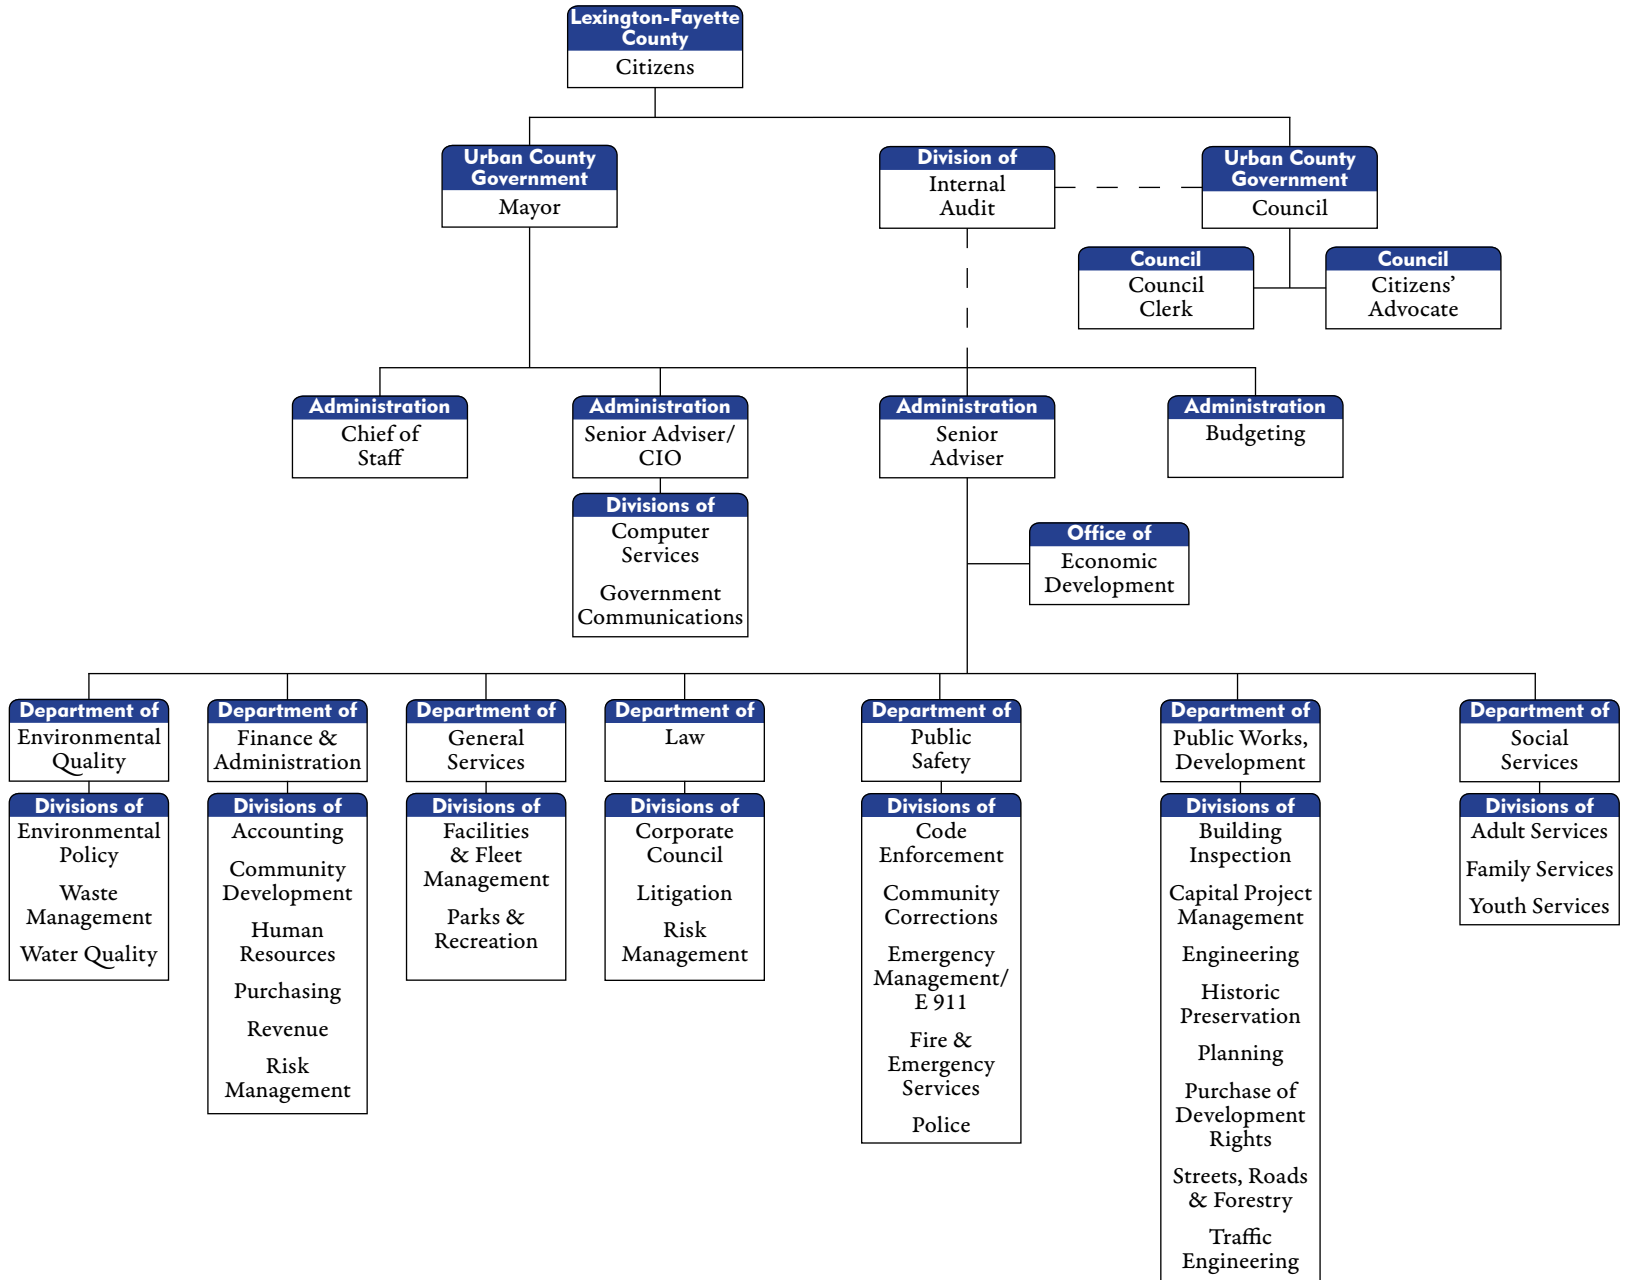 Lexington-Fayette
County
Citizens
Urban County
Government
Mayor
Division of
Internal
Audit
Urban County
Government
Council
Council
Council
Clerk
Council
Citizens’
Advocate
Administration
Chief of
Staff
Administration
Senior Adviser/
CIO
Administration
Senior
Adviser
Administration
Budgeting
Divisions of
Computer
Services
Government
Communications
Office of
Economic
Development
Department of
Environmental
Quality
Divisions of
Environmental
Policy
Waste
Management
Water Quality
Department of
Finance &
Administration
Divisions of
Accounting
Community
Development
Human
Resources
Purchasing
Revenue
Risk
Management
Department of
General
Services
Divisions of
Facilities
& Fleet
Management
Parks &
Recreation
Department of
Law
Divisions of
Corporate
Council
Litigation
Risk
Management
Department of
Public
Safety
Divisions of
Code
Enforcement
Community
Corrections
Emergency
Management/
E 911
Fire &
Emergency
Services
Police
Department of
Public Works,
Development
Divisions of
Building
Inspection
Capital Project
Management
Engineering
Historic
Preservation
Planning
Purchase of
Development
Rights
Streets, Roads
& Forestry
Traffic
Engineering
Department of
Social
Services
Divisions of
Adult Services
Family Services
Youth Services